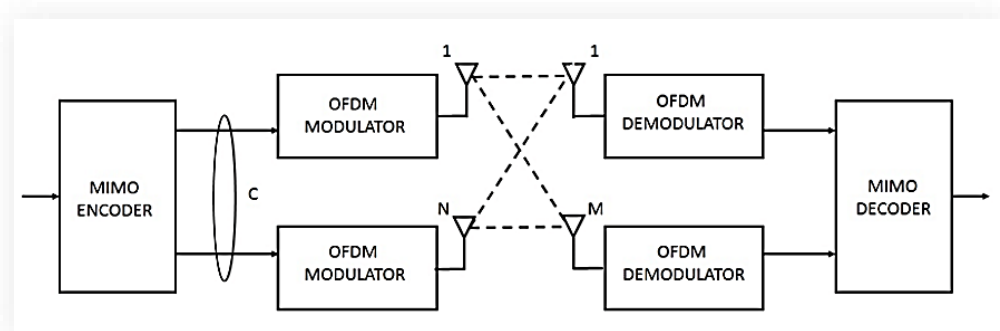 1
1
OFDM
MODULATOR
OFDM
DEMODULATOR
MIMO
ENCODER
C
MIMO
DECODER
N
M
OFDM
MODULATOR
OFDM
DEMODULATOR